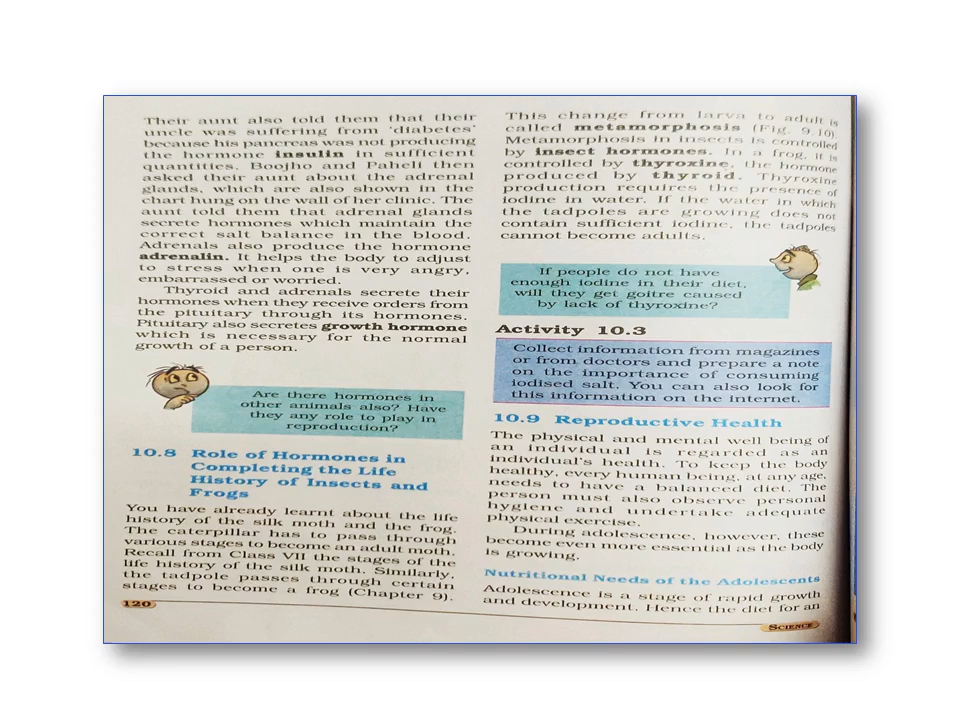 Their aunt also told them that their
uncle was suffering from 'diabetes'
because his pancreas was not producing
the hormone insulin in sufficient
quantities. Boojho and Paheli then
asked their aunt about the adrenal
glands, which are also shown in the
chart hung on the wall of her clinic. The
aunt told them that adrenal glands
secrete hormones which maintain the
correct salt balance in the blood.
Adrenals also produce the hormone
adrenalin. It helps the body to adjust
to stress when one is very angry,
embarrassed or worried.
Thyroid and adrenals secrete their
hormones when they receive orders from
the pituitary through its hormones.
Pituitary also secretes growth hormone
which is necessary for the normal
growth of a person.
Are there hormones in
other animals also? Have
they any role to play in
reproduction?
10.8 Role of Hormones in
Completing the Life
History of Insects and
Frogs
You have already learnt about the life
history of the silk moth and the frog.
The caterpillar has to pass through
various stages to become an adult moth.
Recall from Class VII the stages of the
life history of the silk moth. Similarly,
the tadpole passes through certain
stages to become a frog (Chapter 9).
120
This change from larva to adult is
called metamorphosis (Fig. 9.10).
Metamorphosis in insects is controlled
by insect hormones. In a frog, it is
controlled by thyroxine, the hormone
produced by thyroid. Thyroxine
production requires the presence of
iodine in water. If the water in which
the tadpoles are growing does not
contain sufficient iodine, the tadpoles
cannot become adults.
If people do not have
enough iodine in their diet,
will they get goitre caused
by lack of thyroxine?
Activity 10.3
Collect information from magazines
or from doctors and prepare a note
on the importance of consuming
iodised salt. You can also look for
this information on the internet.
10.9 Reproductive Health
The physical and mental well being of
an individual is regarded as an
individual's health. To keep the body
healthy, every human being, at any age,
needs to have a balanced diet. The
person must also observe personal
hygiene and undertake adequate
physical exercise.
During adolescence, however, these
become even more essential as the body
is growing.
Nutritional Needs of the Adolescents
Adolescence is a stage of rapid growth
and development. Hence the diet for an
SCIENCE